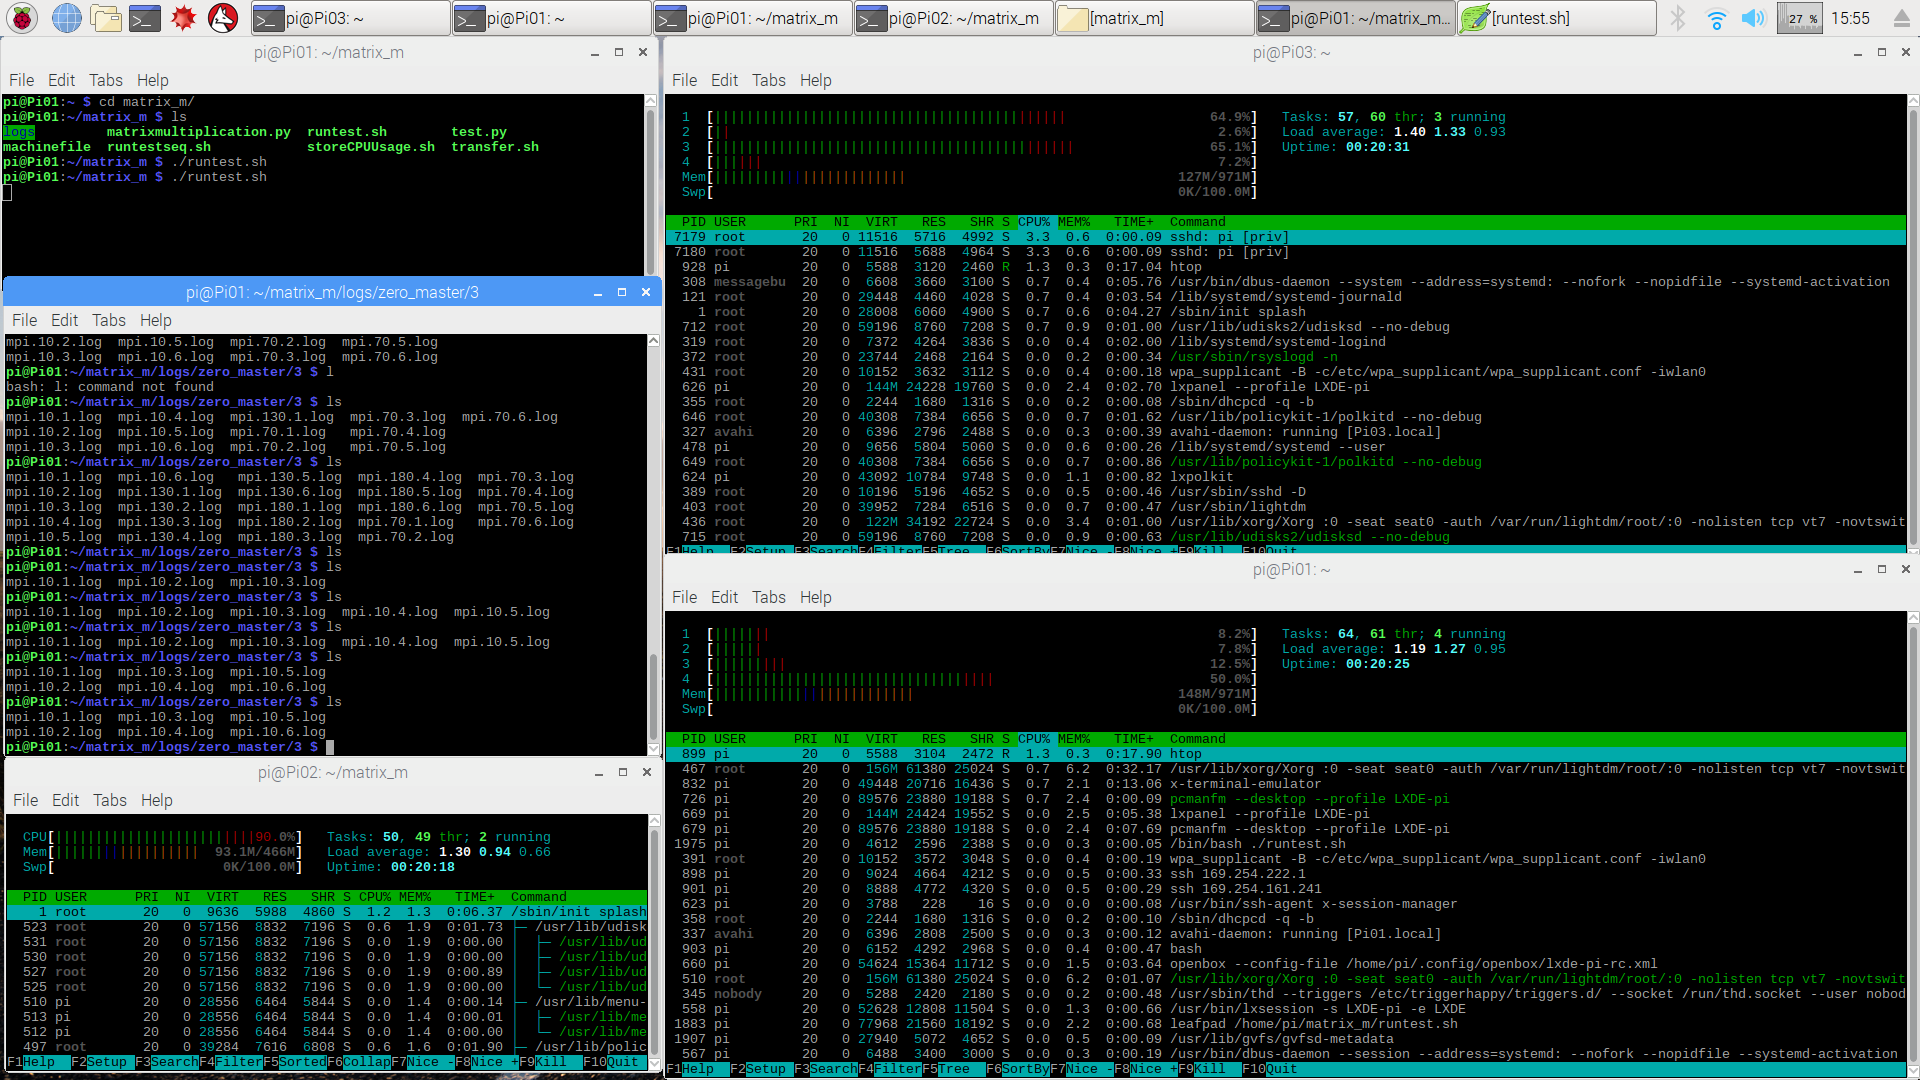 pi@Pi03: ~ pi@Pi01: ~ pi@Pi01: ~/matrix_m pi@Pi02: ~/matrix_m [matrix_m] pi@Pi01: ~/matrix_m... [runtest.sh] 27 % 15:55
pi@Pi01: ~/matrix_m
File Edit Tabs Help
pi@Pi01:~ $ cd matrix_m/
pi@Pi01:~/matrix_m $ ls
logs matrixmultiplication.py runtest.sh test.py
machinefile runtestseq.sh storeCPUUsage.sh transfer.sh
pi@Pi01:~/matrix_m $ ./runtest.sh
pi@Pi01:~/matrix_m $ ./runtest.sh
pi@Pi01: ~/matrix_m/logs/zero_master/3
File Edit Tabs Help
mpi.10.2.log mpi.10.5.log mpi.70.2.log mpi.70.5.log
mpi.10.3.log mpi.10.6.log mpi.70.3.log mpi.70.6.log
pi@Pi01:~/matrix_m/logs/zero_master/3 $ l
bash: l: command not found
pi@Pi01:~/matrix_m/logs/zero_master/3 $ ls
mpi.10.1.log mpi.10.4.log mpi.130.1.log mpi.70.3.log mpi.70.6.log
mpi.10.2.log mpi.10.5.log mpi.70.1.log mpi.70.4.log
mpi.10.3.log mpi.10.6.log mpi.70.2.log mpi.70.5.log
pi@Pi01:~/matrix_m/logs/zero_master/3 $ ls
mpi.10.1.log mpi.10.6.log mpi.130.5.log mpi.180.4.log mpi.70.3.log
mpi.10.2.log mpi.130.1.log mpi.130.6.log mpi.180.5.log mpi.70.4.log
mpi.10.3.log mpi.130.2.log mpi.180.1.log mpi.180.6.log mpi.70.5.log
mpi.10.4.log mpi.130.3.log mpi.180.2.log mpi.70.1.log mpi.70.6.log
mpi.10.5.log mpi.130.4.log mpi.180.3.log mpi.70.2.log
pi@Pi01:~/matrix_m/logs/zero_master/3 $ ls
pi@Pi01:~/matrix_m/logs/zero_master/3 $ ls
mpi.10.1.log mpi.10.2.log mpi.10.3.log
pi@Pi01:~/matrix_m/logs/zero_master/3 $ ls
mpi.10.1.log mpi.10.2.log mpi.10.3.log mpi.10.4.log mpi.10.5.log
pi@Pi01:~/matrix_m/logs/zero_master/3 $ ls
mpi.10.1.log mpi.10.2.log mpi.10.3.log mpi.10.4.log mpi.10.5.log
pi@Pi01:~/matrix_m/logs/zero_master/3 $ ls
mpi.10.1.log mpi.10.3.log mpi.10.5.log
mpi.10.2.log mpi.10.4.log mpi.10.6.log
pi@Pi01:~/matrix_m/logs/zero_master/3 $ ls
mpi.10.1.log mpi.10.3.log mpi.10.5.log
mpi.10.2.log mpi.10.4.log mpi.10.6.log
pi@Pi01:~/matrix_m/logs/zero_master/3 $
pi@Pi02: ~/matrix_m
File Edit Tabs Help
CPU[ 90.0%] Tasks: 50, 49 thr; 2 running
Mem[ 93.1M/466M] Load average: 1.30 0.94 0.66
Swp[ 0K/100.0M] Uptime: 00:20:18
PID USER PRI NI VIRT RES SHR S CPU% MEM% TIME+ Command
1 root 20 0 9636 5988 4860 S 1.2 1.3 0:06.37 /sbin/init splash
523 root 20 0 57156 8832 7196 S 0.6 1.9 0:01.73 ├─ /usr/lib/udisk
531 root 20 0 57156 8832 7196 S 0.0 1.9 0:00.00 │ ├─ /usr/lib/ud
530 root 20 0 57156 8832 7196 S 0.0 1.9 0:00.00 │ ├─ /usr/lib/ud
527 root 20 0 57156 8832 7196 S 0.0 1.9 0:00.89 │ ├─ /usr/lib/ud
525 root 20 0 57156 8832 7196 S 0.0 1.9 0:00.00 │ └─ /usr/lib/ud
510 pi 20 0 28556 6464 5844 S 0.0 1.4 0:00.14 ├─ /usr/lib/menu-
513 pi 20 0 28556 6464 5844 S 0.0 1.4 0:00.01 │ ├─ /usr/lib/me
512 pi 20 0 28556 6464 5844 S 0.0 1.4 0:00.00 │ └─ /usr/lib/me
497 root 20 0 39284 7616 6808 S 0.6 1.6 0:01.90 ├─ /usr/lib/polic
F1Help F2Setup F3SearchF4FilterF5SortedF6CollapF7Nice -F8Nice +F9Kill F10Quit
pi@Pi03: ~
File Edit Tabs Help
1 [ 64.9%] Tasks: 57, 60 thr; 3 running
2 [ 2.6%] Load average: 1.40 1.33 0.93
3 [ 65.1%] Uptime: 00:20:31
4 [ 7.2%]
Mem[ 127M/971M]
Swp[ 0K/100.0M]
PID USER PRI NI VIRT RES SHR S CPU% MEM% TIME+ Command
7179 root 20 0 11516 5716 4992 S 3.3 0.6 0:00.09 sshd: pi [priv]
7180 root 20 0 11516 5688 4964 S 3.3 0.6 0:00.09 sshd: pi [priv]
928 pi 20 0 5588 3120 2460 R 1.3 0.3 0:17.04 htop
308 messagebu 20 0 6608 3660 3100 S 0.7 0.4 0:05.76 /usr/bin/dbus-daemon --system --address=systemd: --nofork --nopidfile --systemd-activation
121 root 20 0 29448 4460 4028 S 0.7 0.4 0:03.54 /lib/systemd/systemd-journald
1 root 20 0 28008 6060 4900 S 0.7 0.6 0:04.27 /sbin/init splash
712 root 20 0 59196 8760 7208 S 0.7 0.9 0:01.00 /usr/lib/udisks2/udisksd --no-debug
319 root 20 0 7372 4264 3836 S 0.0 0.4 0:02.00 /lib/systemd/systemd-logind
372 root 20 0 23744 2468 2164 S 0.0 0.2 0:00.34 /usr/sbin/rsyslogd -n
431 root 20 0 10152 3632 3112 S 0.0 0.4 0:00.18 wpa_supplicant -B -c/etc/wpa_supplicant/wpa_supplicant.conf -iwlan0
626 pi 20 0 144M 24228 19760 S 0.0 2.4 0:02.70 lxpanel --profile LXDE-pi
355 root 20 0 2244 1680 1316 S 0.0 0.2 0:00.08 /sbin/dhcpcd -q -b
646 root 20 0 40308 7384 6656 S 0.0 0.7 0:01.62 /usr/lib/policykit-1/polkitd --no-debug
327 avahi 20 0 6396 2796 2488 S 0.0 0.3 0:00.39 avahi-daemon: running [Pi03.local]
478 pi 20 0 9656 5804 5060 S 0.0 0.6 0:00.26 /lib/systemd/systemd --user
649 root 20 0 40308 7384 6656 S 0.0 0.7 0:00.86 /usr/lib/policykit-1/polkitd --no-debug
624 pi 20 0 43092 10784 9748 S 0.0 1.1 0:00.82 lxpolkit
389 root 20 0 10196 5196 4652 S 0.0 0.5 0:00.46 /usr/sbin/sshd -D
403 root 20 0 39952 7284 6516 S 0.0 0.7 0:00.47 /usr/sbin/lightdm
436 root 20 0 122M 34192 22724 S 0.0 3.4 0:01.00 /usr/lib/xorg/Xorg :0 -seat seat0 -auth /var/run/lightdm/root/:0 -nolisten tcp vt7 -novtswit
715 root 20 0 59196 8760 7208 S 0.0 0.9 0:00.63 /usr/lib/udisks2/udisksd --no-debug
F1Help F2Setup F3SearchF4FilterF5Tree F6SortByF7Nice -F8Nice +F9Kill F10Quit
pi@Pi01: ~
File Edit Tabs Help
1 [ 8.2%] Tasks: 64, 61 thr; 4 running
2 [ 7.8%] Load average: 1.19 1.27 0.95
3 [ 12.5%] Uptime: 00:20:25
4 [ 50.0%]
Mem[ 148M/971M]
Swp[ 0K/100.0M]
PID USER PRI NI VIRT RES SHR S CPU% MEM% TIME+ Command
899 pi 20 0 5588 3104 2472 R 1.3 0.3 0:17.90 htop
467 root 20 0 156M 61380 25024 S 0.7 6.2 0:32.17 /usr/lib/xorg/Xorg :0 -seat seat0 -auth /var/run/lightdm/root/:0 -nolisten tcp vt7 -novtswit
832 pi 20 0 49448 20716 16436 S 0.7 2.1 0:13.06 x-terminal-emulator
726 pi 20 0 89576 23880 19188 S 0.7 2.4 0:00.09 pcmanfm --desktop --profile LXDE-pi
669 pi 20 0 144M 24424 19552 S 0.0 2.5 0:05.38 lxpanel --profile LXDE-pi
679 pi 20 0 89576 23880 19188 S 0.0 2.4 0:07.69 pcmanfm --desktop --profile LXDE-pi
1975 pi 20 0 4612 2596 2388 S 0.0 0.3 0:00.05 /bin/bash ./runtest.sh
391 root 20 0 10152 3572 3048 S 0.0 0.4 0:00.19 wpa_supplicant -B -c/etc/wpa_supplicant/wpa_supplicant.conf -iwlan0
898 pi 20 0 9024 4664 4212 S 0.0 0.5 0:00.33 ssh 169.254.222.1
901 pi 20 0 8888 4772 4320 S 0.0 0.5 0:00.29 ssh 169.254.161.241
623 pi 20 0 3788 228 16 S 0.0 0.0 0:00.08 /usr/bin/ssh-agent x-session-manager
358 root 20 0 2244 1680 1316 S 0.0 0.2 0:00.10 /sbin/dhcpcd -q -b
337 avahi 20 0 6396 2808 2500 S 0.0 0.3 0:00.12 avahi-daemon: running [Pi01.local]
903 pi 20 0 6152 4292 2968 S 0.0 0.4 0:00.47 bash
660 pi 20 0 54624 15364 11712 S 0.0 1.5 0:03.64 openbox --config-file /home/pi/.config/openbox/lxde-pi-rc.xml
510 root 20 0 156M 61380 25024 S 0.0 6.2 0:01.07 /usr/lib/xorg/Xorg :0 -seat seat0 -auth /var/run/lightdm/root/:0 -nolisten tcp vt7 -novtswit
345 nobody 20 0 5288 2420 2180 S 0.0 0.2 0:00.48 /usr/sbin/thd --triggers /etc/triggerhappy/triggers.d/ --socket /run/thd.socket --user nobod
558 pi 20 0 52628 12808 11504 S 0.0 1.3 0:00.66 /usr/bin/lxsession -s LXDE-pi -e LXDE
1883 pi 20 0 77968 21560 18192 S 0.0 2.2 0:00.68 leafpad /home/pi/matrix_m/runtest.sh
1907 pi 20 0 27940 5072 4652 S 0.0 0.5 0:00.14 /usr/lib/gvfs/gvfsd-metadata
567 pi 20 0 6488 3400 3000 S 0.0 0.3 0:00.19 /usr/bin/dbus-daemon --session --address=systemd: --nofork --nopidfile --systemd-activation
F1Help F2Setup F3SearchF4FilterF5Tree F6SortByF7Nice -F8Nice +F9Kill F10Quit